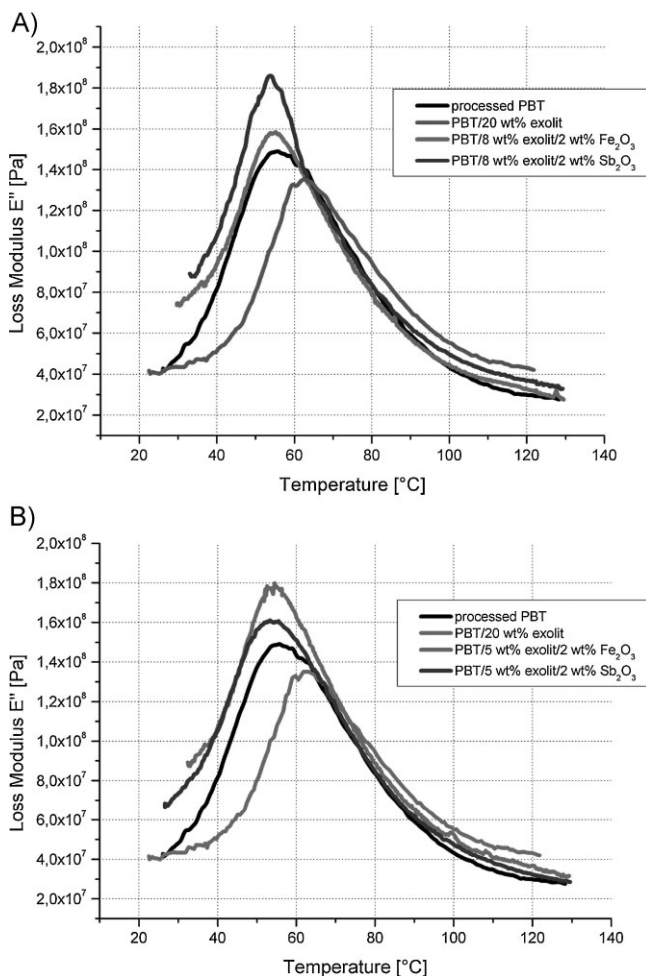 A)
2,0x10⁸
1,8x10⁸
1,6x10⁸
1,4x10⁸
1,2x10⁸
1,0x10⁸
8,0x10⁷
6,0x10⁷
4,0x10⁷
2,0x10⁷
Loss Modulus E'' [Pa]
processed PBT
PBT/20 wt% exolit
PBT/8 wt% exolit/2 wt% Fe₂O₃
PBT/8 wt% exolit/2 wt% Sb₂O₃
20 40 60 80 100 120 140
Temperature [°C]
B)
2,0x10⁸
1,8x10⁸
1,6x10⁸
1,4x10⁸
1,2x10⁸
1,0x10⁸
8,0x10⁷
6,0x10⁷
4,0x10⁷
2,0x10⁷
Loss Modulus E'' [Pa]
processed PBT
PBT/20 wt% exolit
PBT/5 wt% exolit/2 wt% Fe₂O₃
PBT/5 wt% exolit/2 wt% Sb₂O₃
20 40 60 80 100 120 140
Temperature [°C]